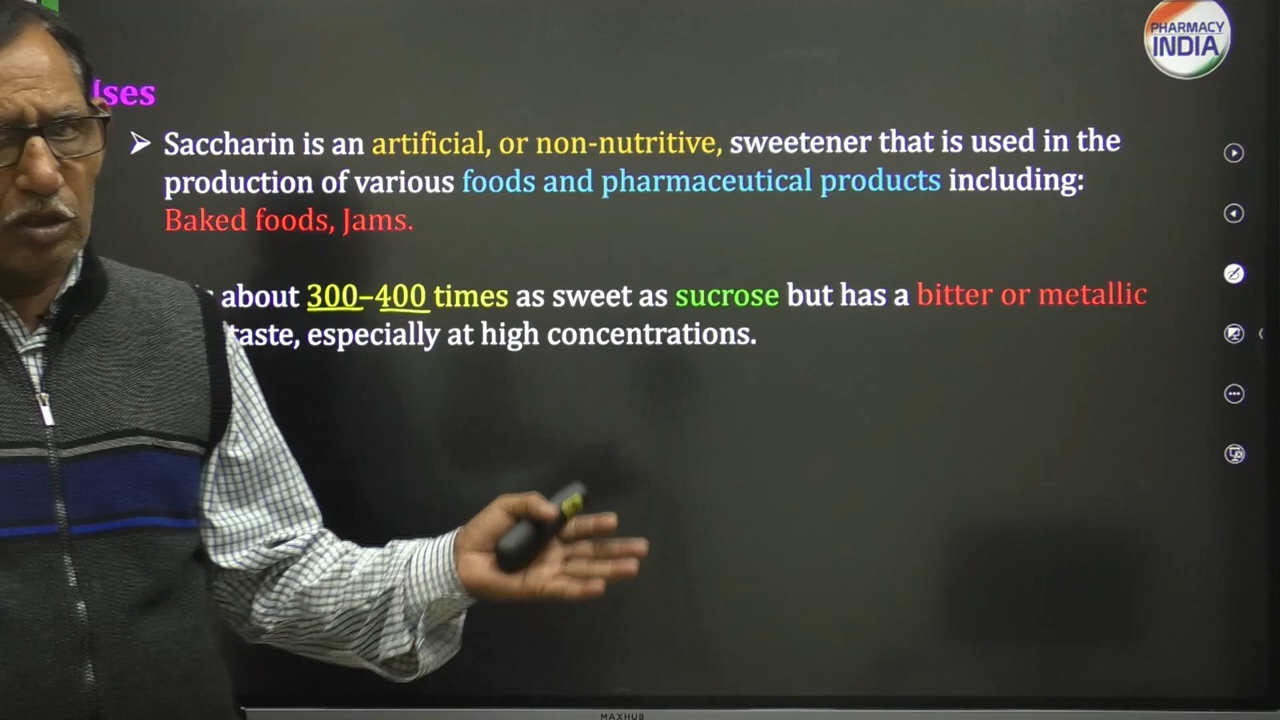 PHARMACY
INDIA
Uses
Saccharin is an artificial, or non-nutritive, sweetener that is used in the
production of various foods and pharmaceutical products including:
Baked foods, Jams.
about 300–400 times as sweet as sucrose but has a bitter or metallic
taste, especially at high concentrations.
MAXHUB